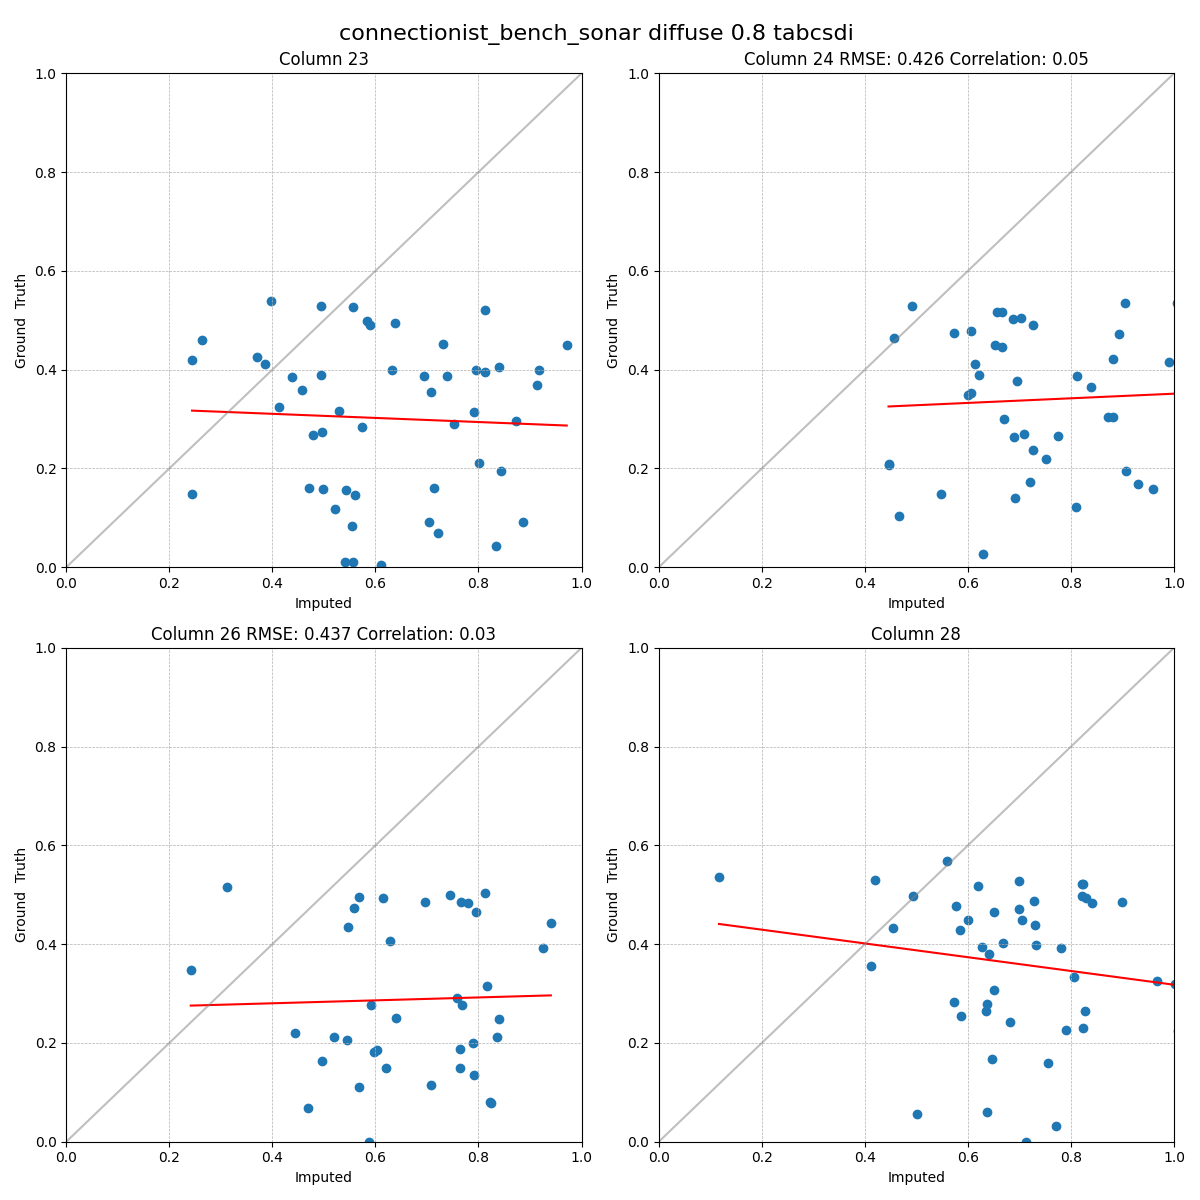 connectionist_bench_sonar diffuse 0.8 tabcsdi
Column 23
1.0
0.8
0.6
0.4
0.2
0.0
Ground Truth
0.0 0.2 0.4 0.6 0.8 1.0
Imputed
Column 24 RMSE: 0.426 Correlation: 0.05
1.0
0.8
0.6
0.4
0.2
0.0
Ground Truth
0.0 0.2 0.4 0.6 0.8 1.0
Imputed
Column 26 RMSE: 0.437 Correlation: 0.03
1.0
0.8
0.6
0.4
0.2
0.0
Ground Truth
0.0 0.2 0.4 0.6 0.8 1.0
Imputed
Column 28
1.0
0.8
0.6
0.4
0.2
0.0
Ground Truth
0.0 0.2 0.4 0.6 0.8 1.0
Imputed